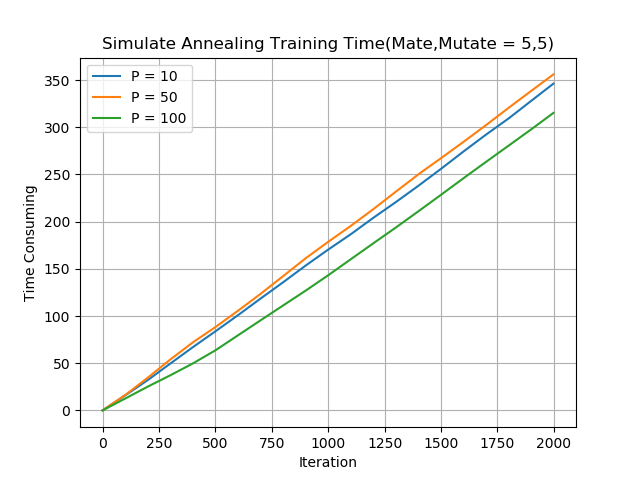 Simulate Annealing Training Time(Mate,Mutate = 5,5)
P = 10
P = 50
P = 100
350
300
250
200
150
100
50
0
Time Consuming
0 250 500 750 1000 1250 1500 1750 2000
Iteration